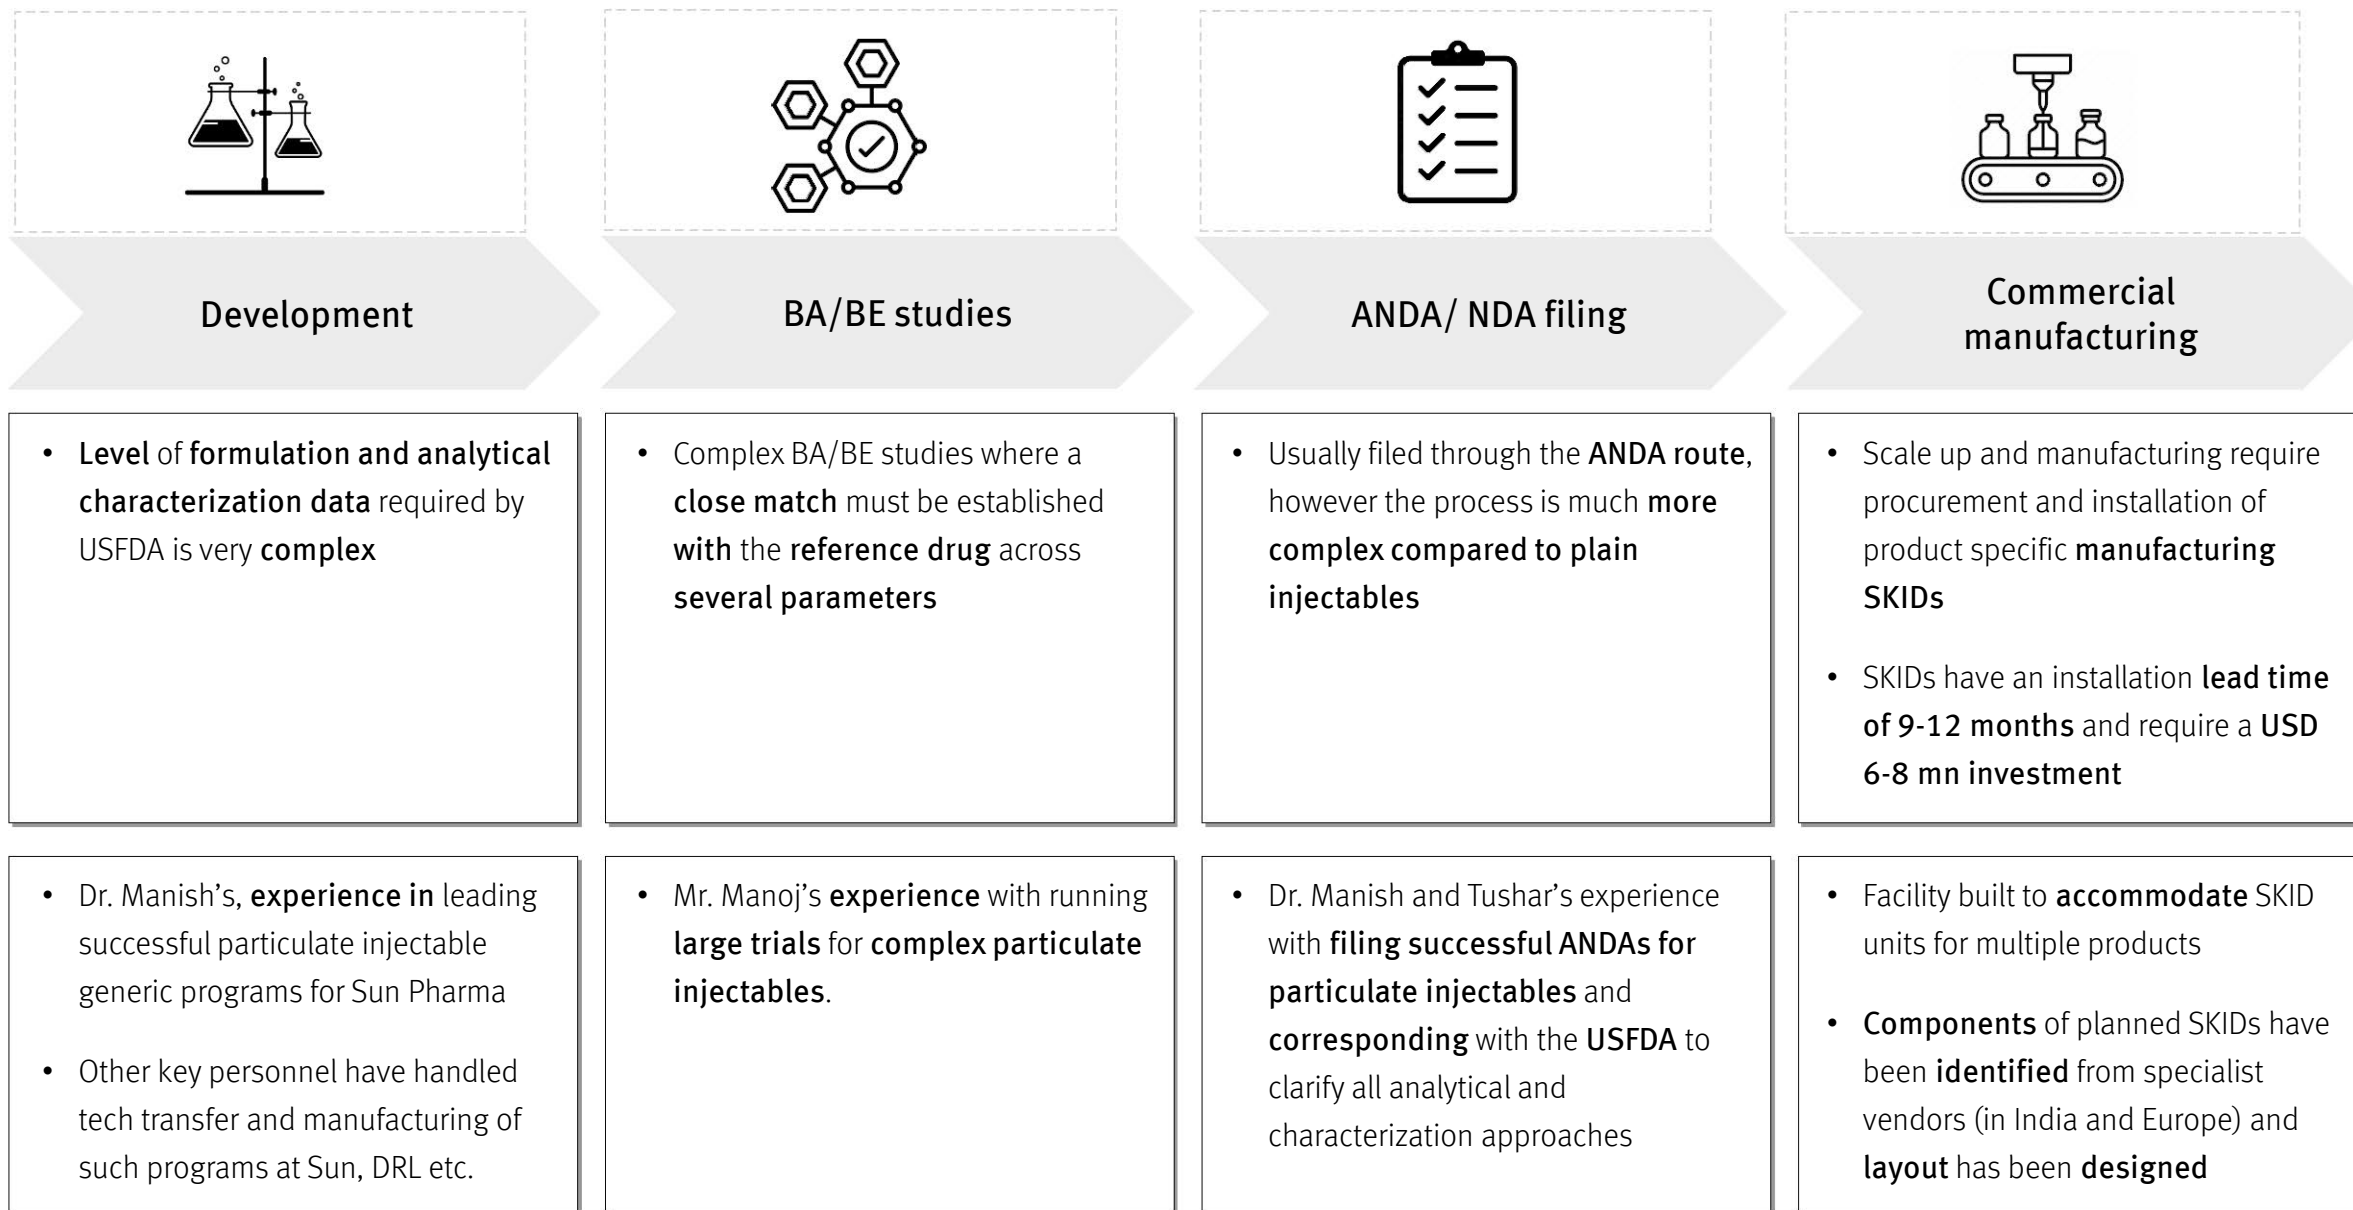 Development
BA/BE studies
ANDA/ NDA filing
Commercial
manufacturing
• Level of formulation and analytical
characterization data required by
USFDA is very complex
• Complex BA/BE studies where a
close match must be established
with the reference drug across
several parameters
• Usually filed through the ANDA route,
however the process is much more
complex compared to plain
injectables
• Scale up and manufacturing require
procurement and installation of
product specific manufacturing
SKIDs
• SKIDs have an installation lead time
of 9-12 months and require a USD
6-8 mn investment
• Dr. Manish’s, experience in leading
successful particulate injectable
generic programs for Sun Pharma
• Other key personnel have handled
tech transfer and manufacturing of
such programs at Sun, DRL etc.
• Mr. Manoj’s experience with running
large trials for complex particulate
injectables.
• Dr. Manish and Tushar’s experience
with filing successful ANDAs for
particulate injectables and
corresponding with the USFDA to
clarify all analytical and
characterization approaches
• Facility built to accommodate SKID
units for multiple products
• Components of planned SKIDs have
been identified from specialist
vendors (in India and Europe) and
layout has been designed